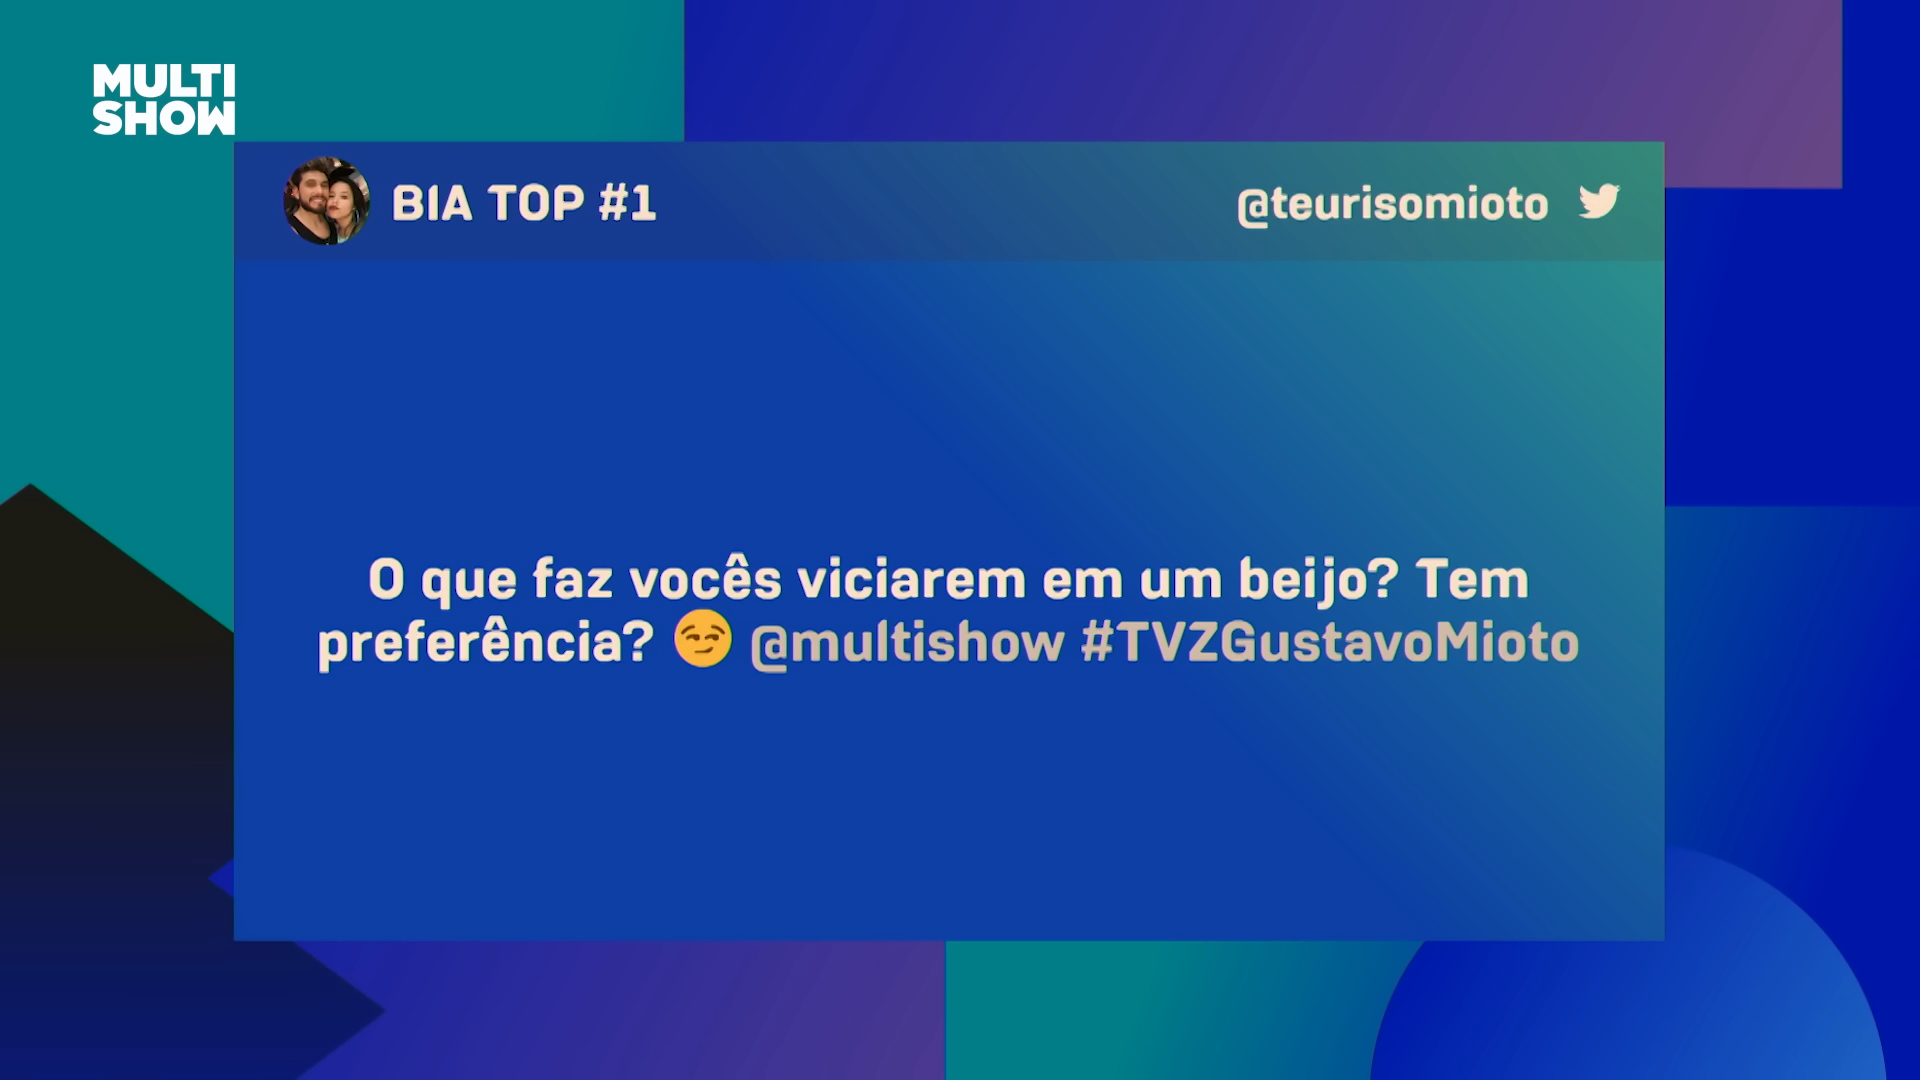 MULTI
SHOW
BIA TOP #1
@teurisomioto
O que faz vocês viciarem em um beijo? Tem
preferência? 😏 @multishow #TVZGustavoMioto